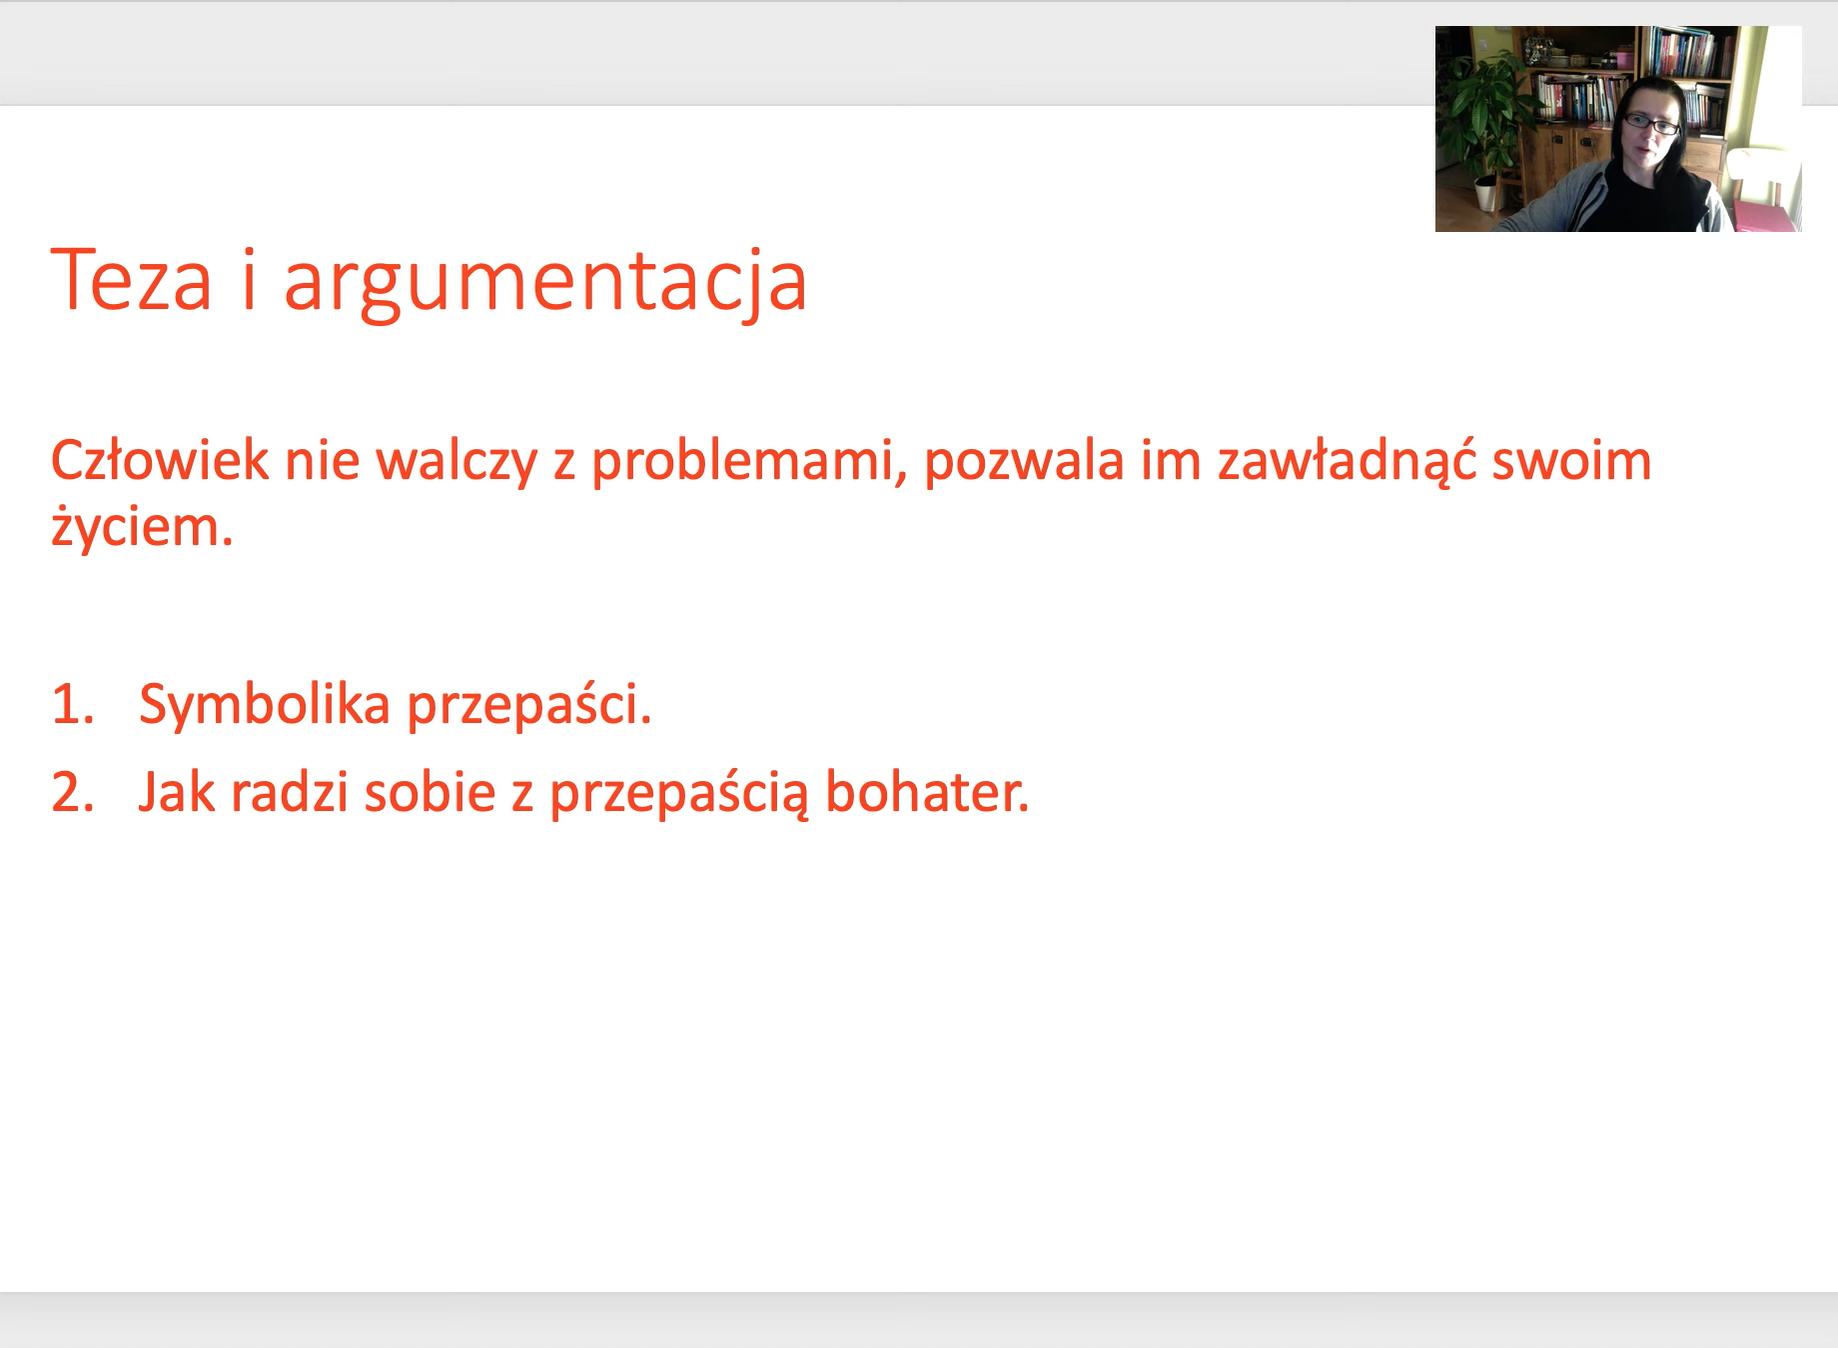 Teza i argumentacja
Człowiek nie walczy z problemami, pozwala im zawładnąć swoim
życiem.
1. Symbolika przepaści.
2. Jak radzi sobie z przepaścią bohater.